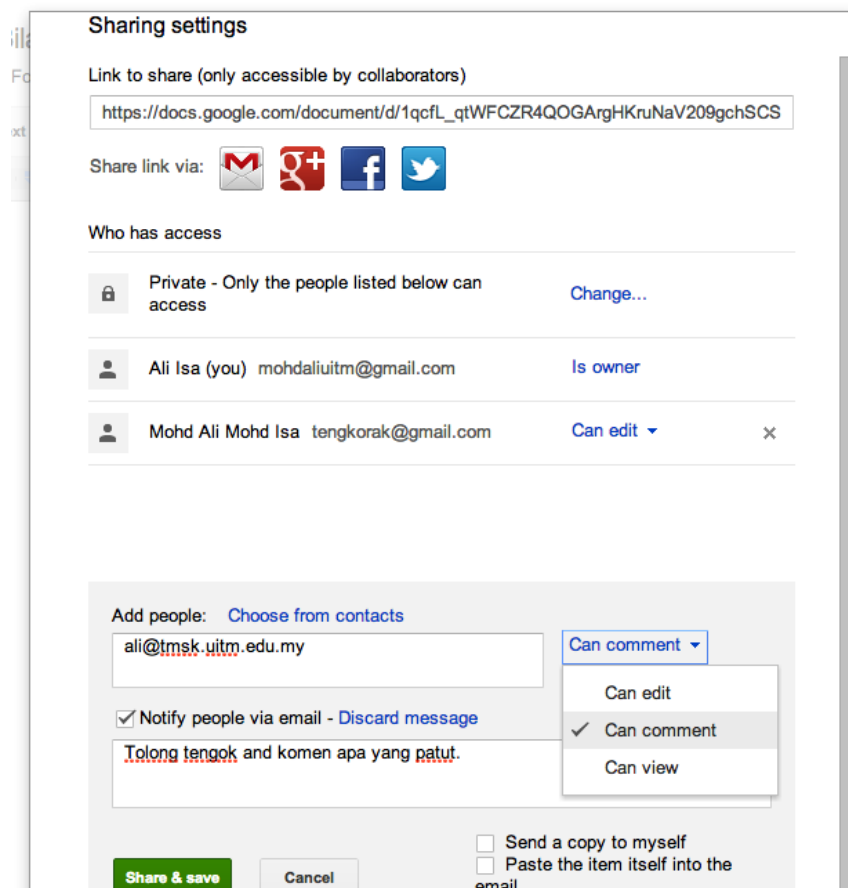 Sharing settings
Link to share (only accessible by collaborators)
https://docs.google.com/document/d/1qcfL_qtWFCZR4QOGArgHKruNaV209gchSCS
Share link via:
Who has access
Private - Only the people listed below can
access
Change...
Ali Isa (you) mohdaliuitm@gmail.com Is owner
Mohd Ali Mohd Isa tengkorak@gmail.com Can edit
Add people: Choose from contacts
ali@tmsk.uitm.edu.my
Can comment
Can edit
Can comment
Can view
Notify people via email - Discard message
Tolong tengok and komen apa yang patut.
Send a copy to myself
Paste the item itself into the
email
Share & save Cancel